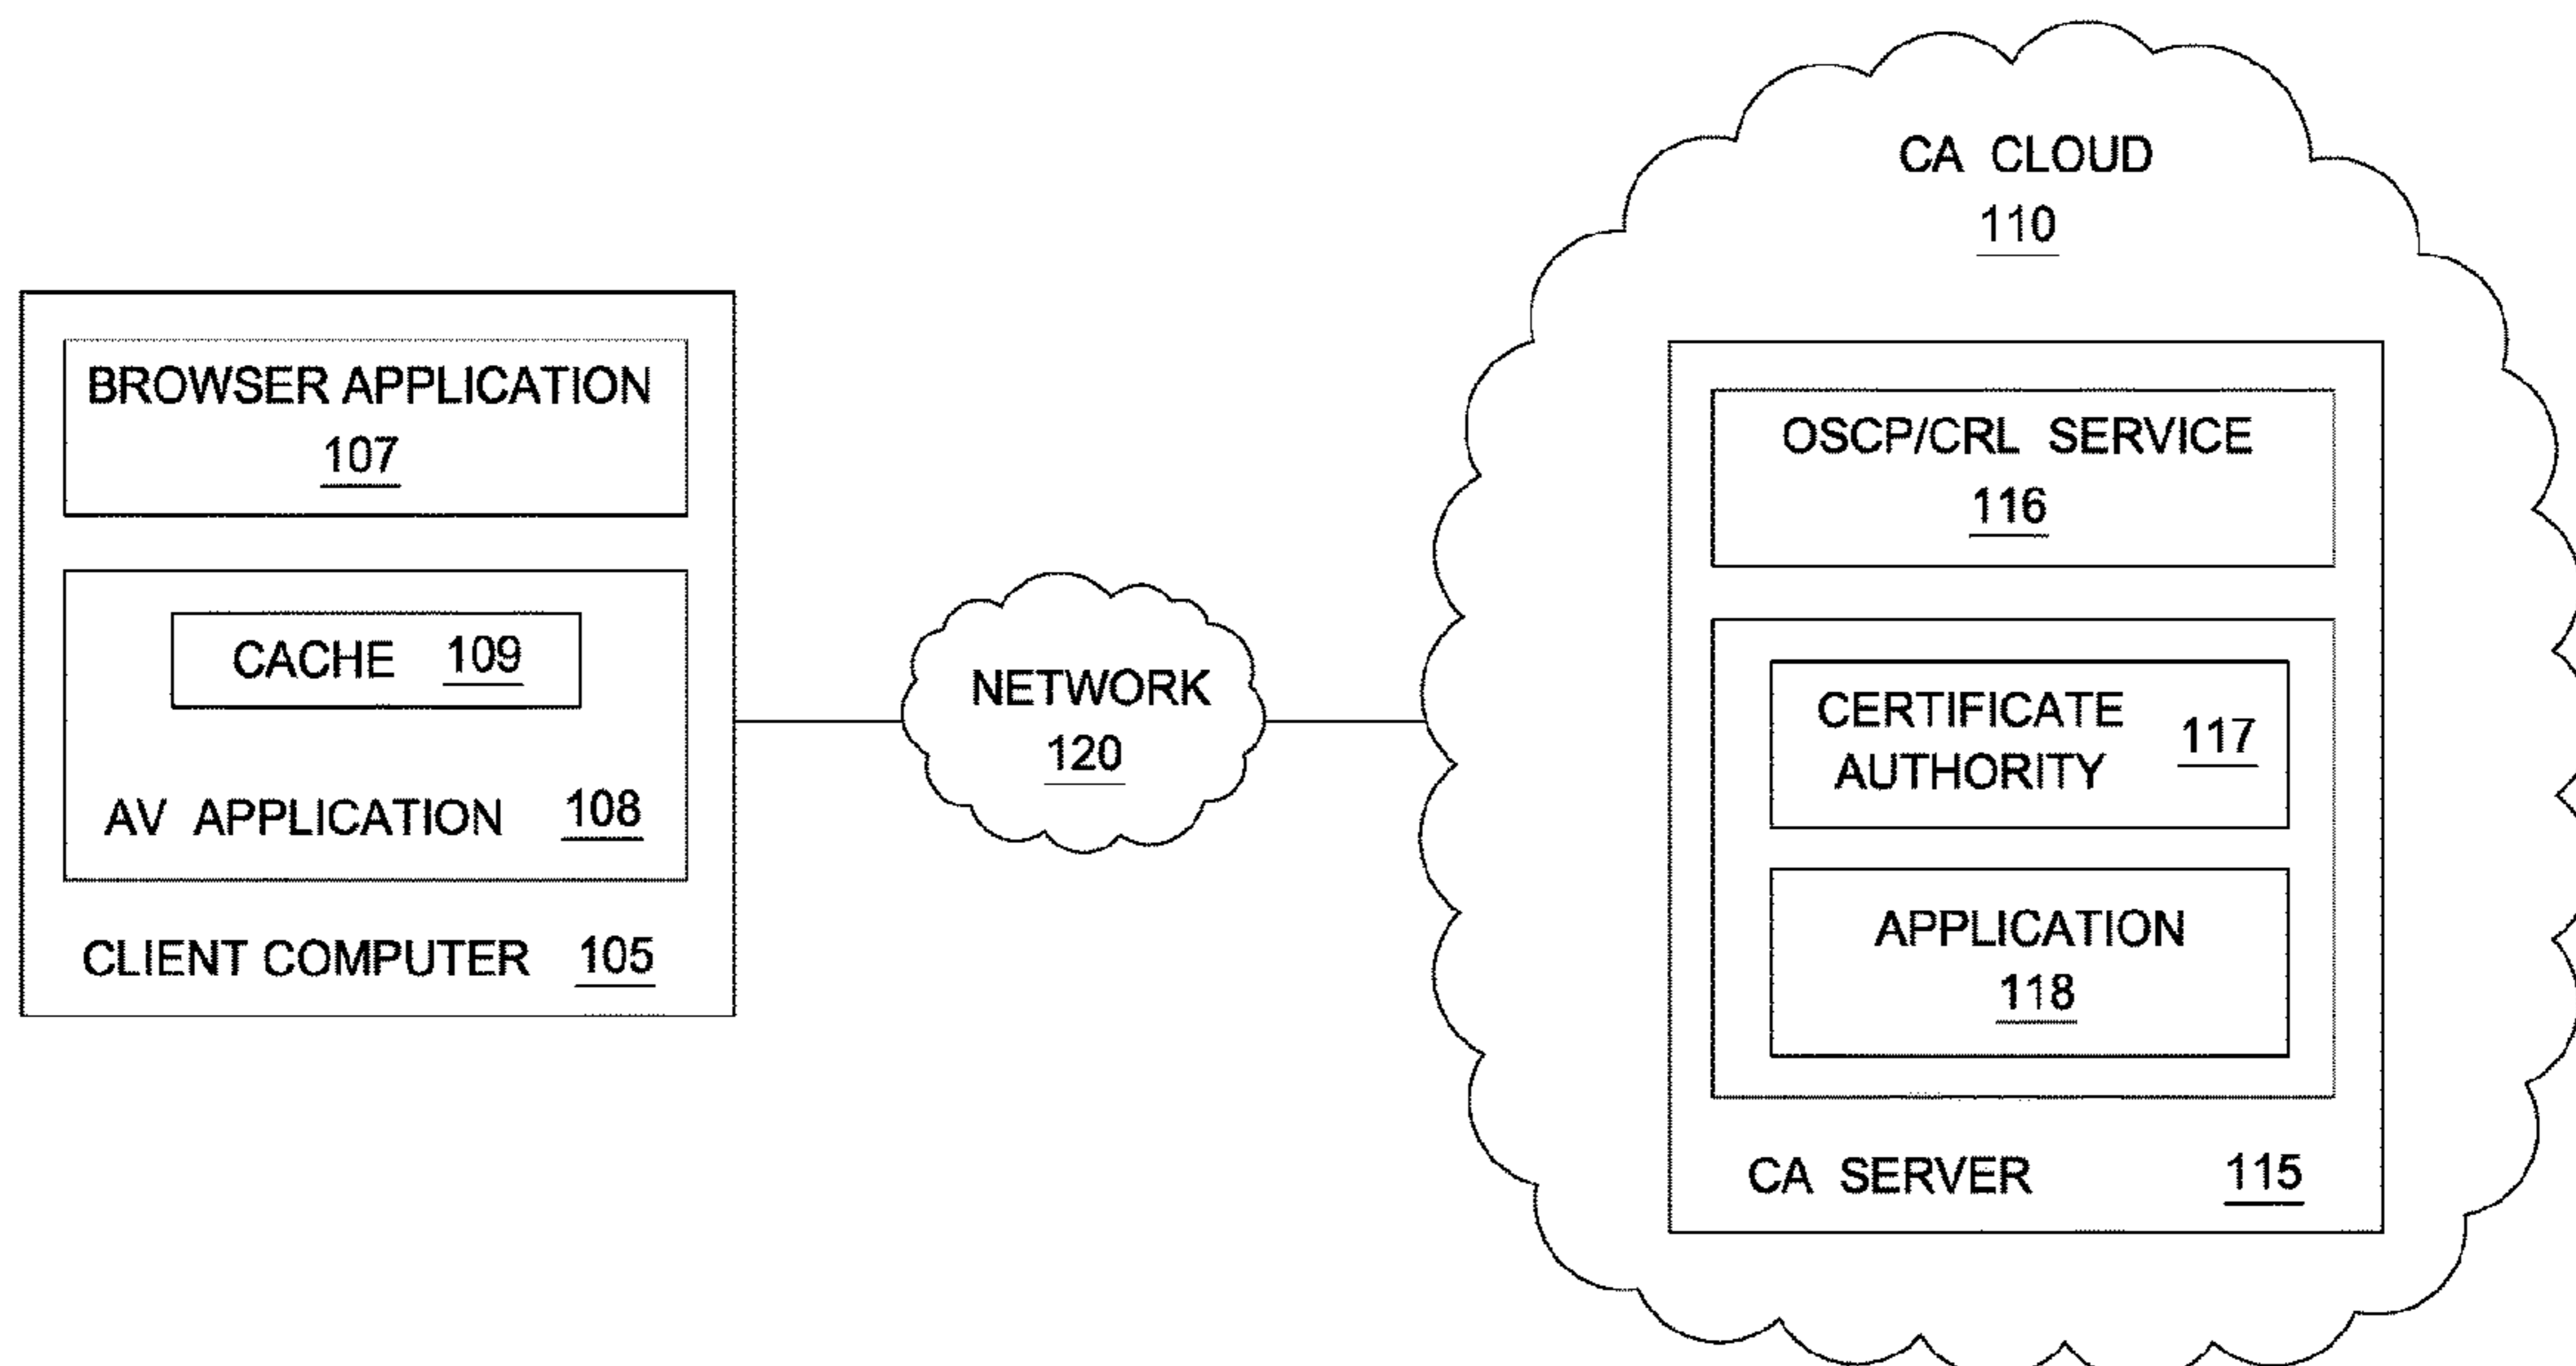 BROWSER APPLICATION
107
CACHE 109
AV APPLICATION 108
CLIENT COMPUTER 105
NETWORK
120
CA CLOUD
110
OSCP/CRL SERVICE
116
CERTIFICATE
AUTHORITY 117
APPLICATION
118
CA SERVER 115